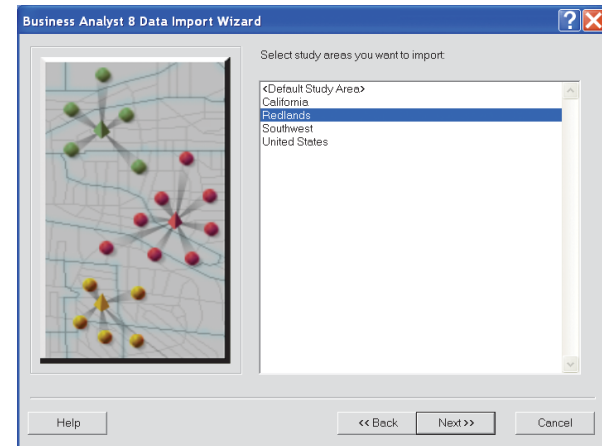 Business Analyst 8 Data Import Wizard
Select study areas you want to import:
<Default Study Area>
California
Redlands
Southwest
United States
Help
<< Back
Next >>
Cancel